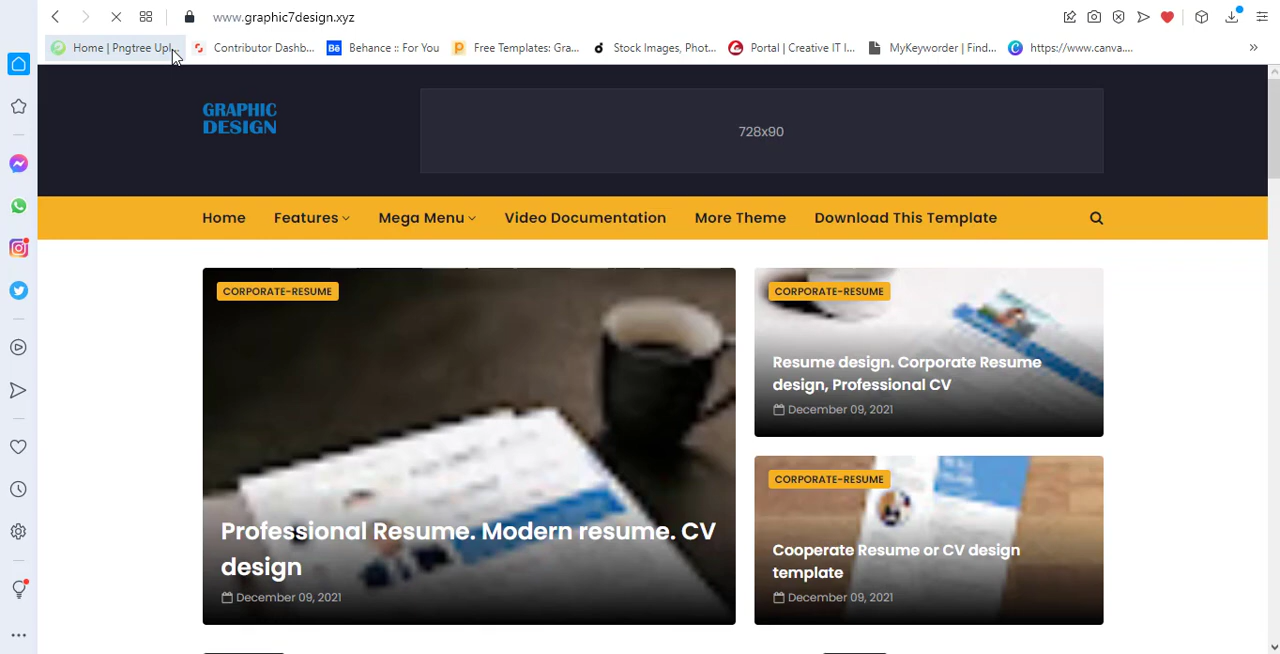 www.graphic7design.xyz
Home | Pngtree Upl... Contributor Dashb... Behance :: For You Free Templates: Gra... Stock Images, Phot... Portal | Creative IT I... MyKeyworder | Find... https://www.canva....
GRAPHIC
DESIGN
728x90
Home Features Mega Menu Video Documentation More Theme Download This Template
CORPORATE-RESUME
Professional Resume. Modern resume. CV
design
December 09, 2021
CORPORATE-RESUME
Resume design. Corporate Resume
design, Professional CV
December 09, 2021
CORPORATE-RESUME
Cooperate Resume or CV design
template
December 09, 2021